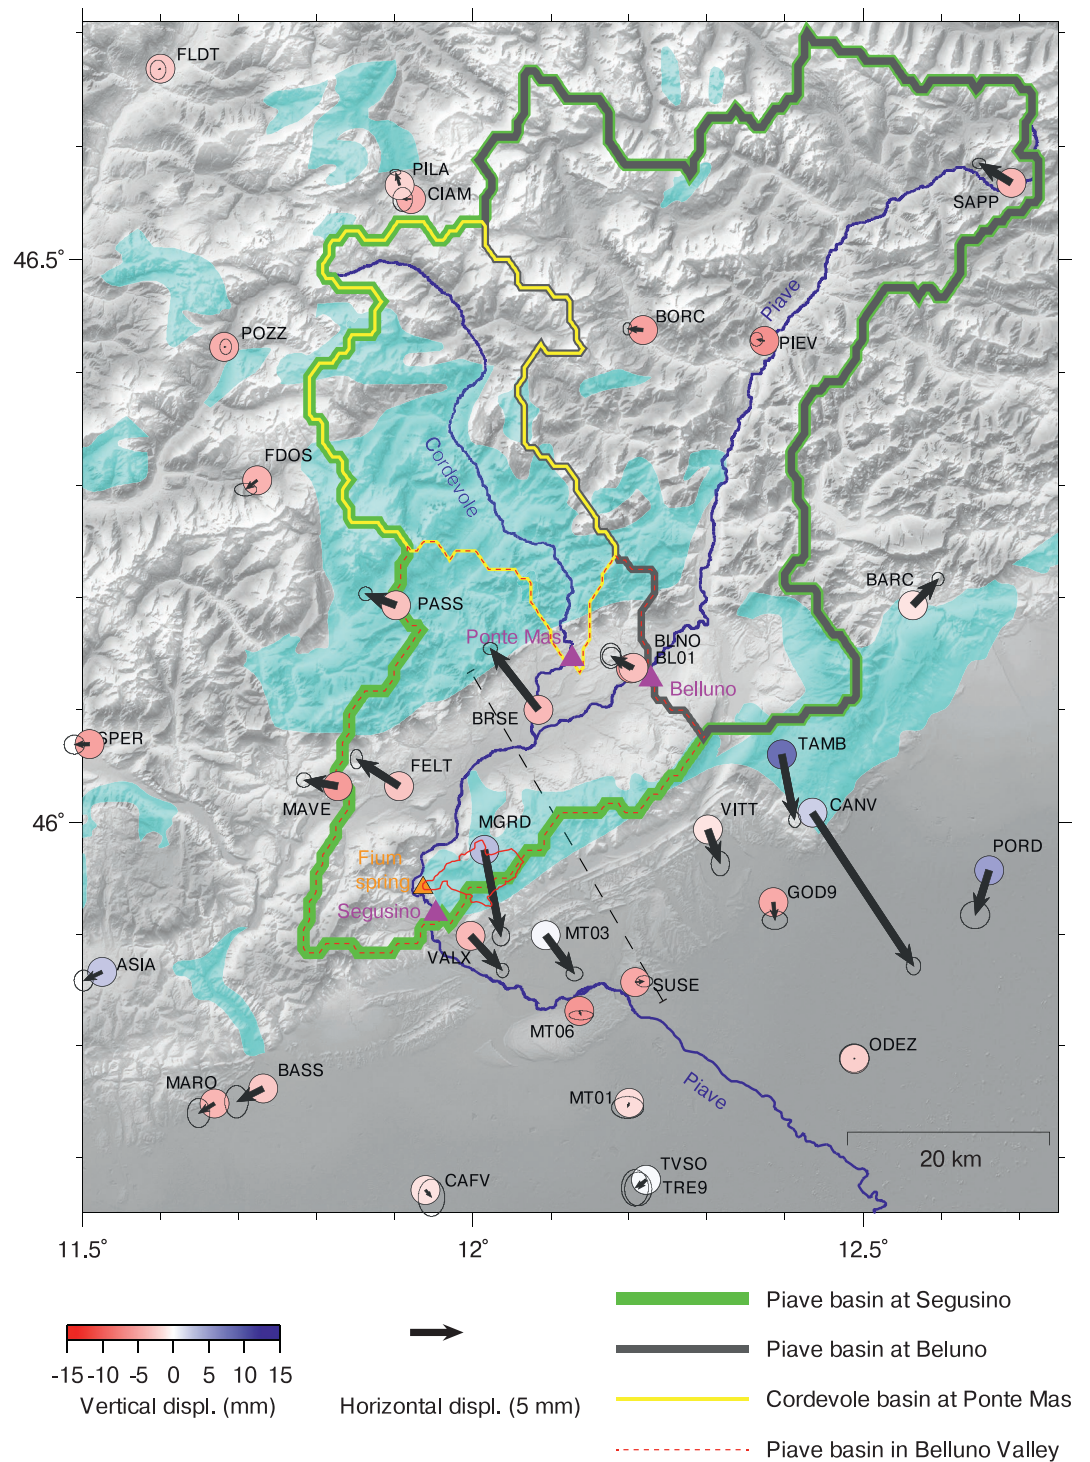 FLDT
PILA
CIAM
SAPP
46.5°
Piave
BORC
PIEV
POZZ
Cordevole
FDOS
BARC
PASS
Ponte Mas
BLNO
BL01
Belluno
BRSE
SPER
TAMB
FELT
MAVE
CANV
VITT
46°
MGRD
PORD
Fium
spring
GOD9
Segusino
MT03
VALX
ASIA
SUSE
MT06
ODEZ
BASS
MARO
MT01
Piave
20 km
TVSO
CAFV
TRE9
11.5°
12°
12.5°
Piave basin at Segusino
-15 -10 -5 0 5 10 15
Piave basin at Beluno
Vertical displ. (mm)
Horizontal displ. (5 mm)
Cordevole basin at Ponte Mas
Piave basin in Belluno Valley